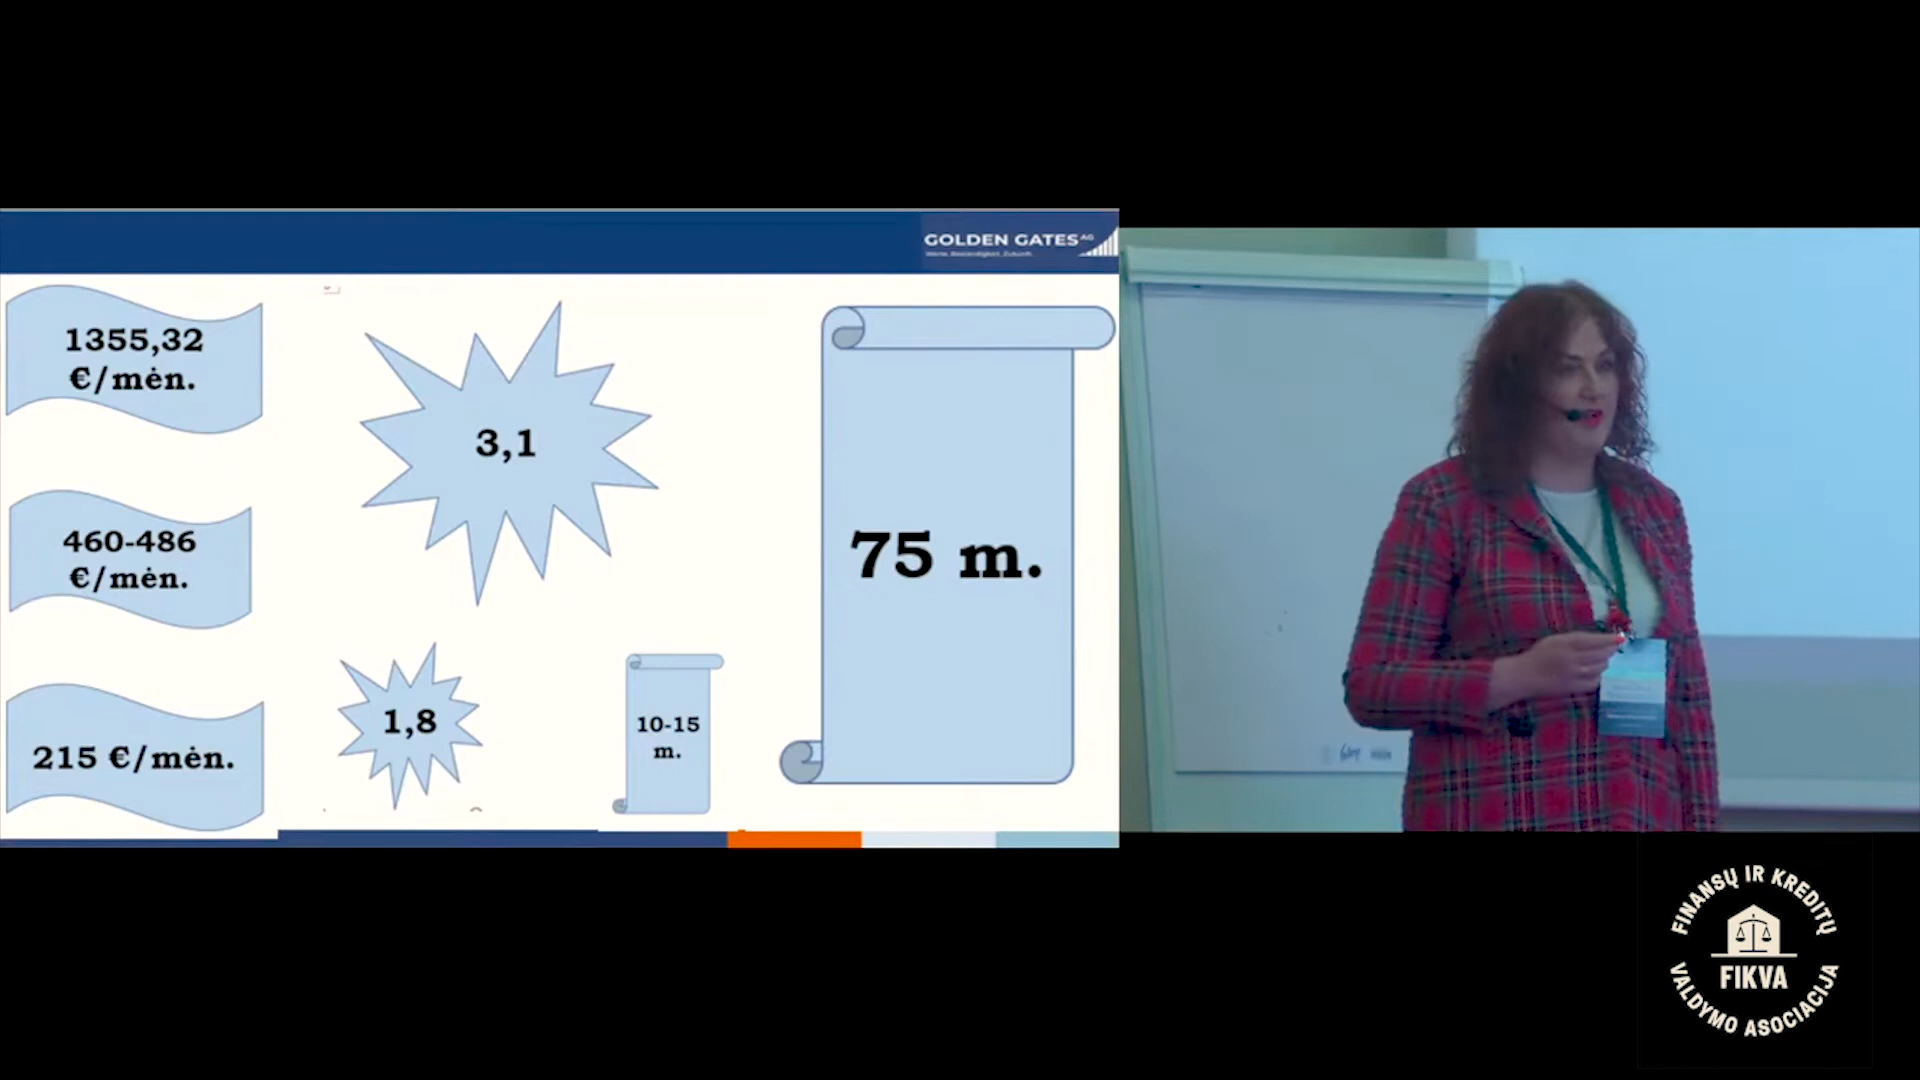 GOLDEN GATES AG
1355,32
€/mėn.
460-486
€/mėn.
215 €/mėn.
3,1
1,8
10-15
m.
75 m.
FINANSŲ IR KREDITŲ
FIKVA
VALDYMO ASOCIACIJA